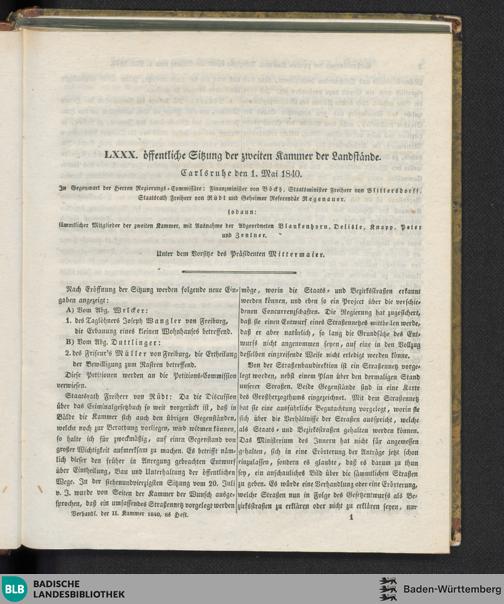 LXXX. öffentliche Sitzung der zweiten Kammer der Landstände.
Carlsruhe den 1. Mai 1840.
In Gegenwart der Herren Regierungs-Commissäre: Finanzminister von Böckh, Staatsminister Freiherr von Blittersdorff,
Staatsrath Freiherr von Rüdt und Geheimer Referendär Regenauer.
sodann:
sämmtlicher Mitglieder der zweiten Kammer, mit Ausnahme der Abgeordneten Blankenhorn, Delisle, Knapp, Peter
und Zentner.
Unter dem Vorsitze des Präsidenten Mittermaier.
Nach Eröffnung der Sitzung werden folgende neue Ein-
gaben angezeigt:
A) Vom Abg. Welcker:
1. des Taglöhners Joseph Wangler von Freiburg,
die Erbauung eines kleinen Wohnhauses betreffend.
B) Vom Abg. Duttlinger:
2. des Friseur's Müller von Freiburg, die Ertheilung
der Bewilligung zum Rasiren betreffend.
Diese Petitionen werden an die Petitions-Commission
verwiesen.
Staatsrath Freiherr von Rüdt: Da die Discussion
über das Criminalgesetzbuch so weit vorgerückt ist, daß in
Bälde die Kammer sich auch den übrigen Gegenständen,
welche noch zur Berathung vorliegen, wird widmen können,
so halte ich für zweckmäßig, auf einen Gegenstand von
großer Wichtigkeit aufmerksam zu machen. Es betrifft näm-
lich dieser den früher in Anregung gebrachten Entwurf
über Eintheilung, Bau und Unterhaltung der öffentlichen
Wege. In der siebenundvierzigsten Sitzung vom 20. Juli
v. J. wurde von Seiten der Kammer der Wunsch ausge-
sprochen, daß ein umfassendes Straßennetz vorgelegt werden
Verhandl. der II. Kammer 1840, 8s Heft.
möge, worin die Staats- und Bezirksstraßen erkannt
werden können, und eben so ein Project über die verschie-
denen Concurrenzschaften. Die Regierung hat zugesichert,
daß sie einen Entwurf eines Straßennetzes mittheilen werde,
daß er aber natürlich, so lang die Grundsätze des Ent-
wurfs nicht angenommen seyen, auf eine in den Vollzug
desselben eingreifende Weise nicht erledigt werden könne.
Von der Straßenbaudirektion ist ein Straßennetz vorge-
legt worden, nebst einem Plan über den dermaligen Stand
unserer Straßen. Beide Gegenstände sind in eine Karte
des Großherzogthums eingezeichnet. Mit dem Straßennetz
hat sie eine ausführliche Begutachtung vorgelegt, worin sie
sich über die Verhältnisse der Straßen ausspricht, welche
als Staats- und Bezirksstraßen gehalten werden können.
Das Ministerium des Innern hat nicht für angemessen
gehalten, sich in eine Erörterung der Anträge jetzt schon
einzulassen, sondern es glaubte, daß es darum zu thun
sey, ein anschauliches Bild über die sämmtlichen Straßen
zu geben. Es würde eine Verhandlung oder eine Erörterung,
welche Straßen nun in Folge des Gesetzentwurfs als Be-
zirksstraßen zu erklären oder nicht zu erklären seyen, nur
1
BLB
BADISCHE
LANDESBIBLIOTHEK
Baden-Württemberg